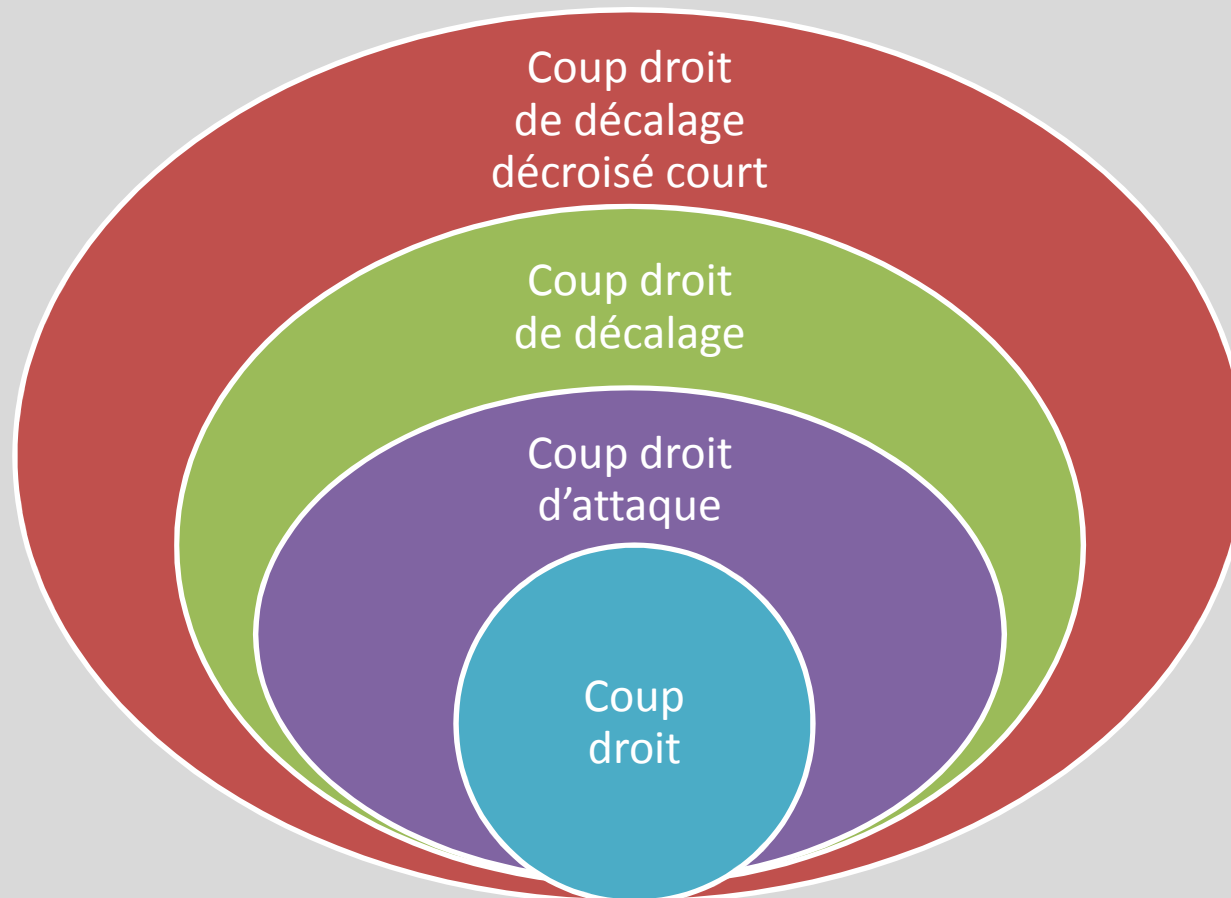 Coup droit
de décalage
décroisé court
Coup droit
de décalage
Coup droit
d’attaque
Coup
droit